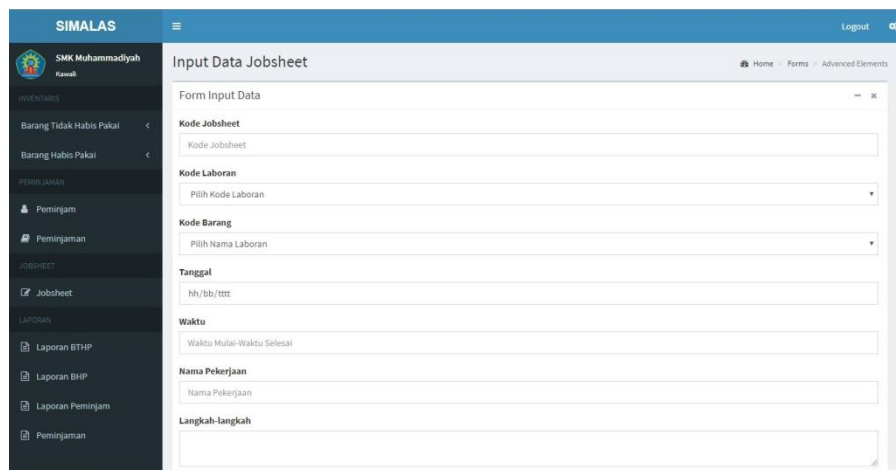 SIMALAS
Logout
SMK Muhammadiyah
Kawali
Input Data Jobsheet
Home > Forms > Advanced Elements
INVENTARIS
Form Input Data
Barang Tidak Habis Pakai
Kode Jobsheet
Kode Jobsheet
Barang Habis Pakai
Kode Laboran
PEMINJAMAN
Pilih Kode Laboran
Peminjam
Kode Barang
Peminjaman
Pilih Nama Laboran
JOBSHEET
Tanggal
Jobsheet
hh/bb/tttt
LAPORAN
Waktu
Laporan BTHP
Waktu Mulai-Waktu Selesai
Laporan BHP
Nama Pekerjaan
Nama Pekerjaan
Laporan Peminjam
Langkah-langkah
Peminjaman